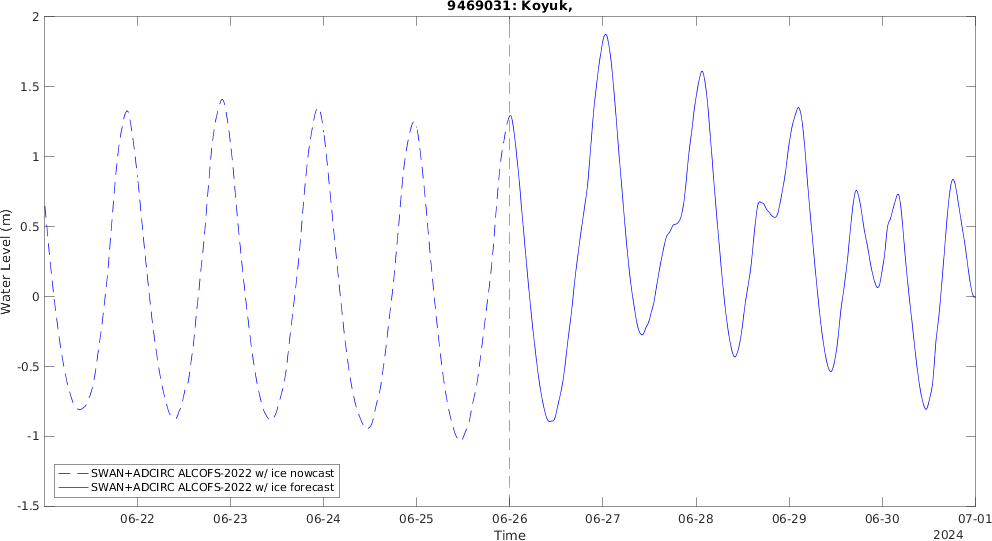 9469031: Koyuk,
2
1.5
1
0.5
0
-0.5
-1
-1.5
Water Level (m)
SWAN+ADCIRC ALCOFS-2022 w/ ice nowcast
SWAN+ADCIRC ALCOFS-2022 w/ ice forecast
06-22 06-23 06-24 06-25 06-26 06-27 06-28 06-29 06-30 07-01
Time
2024